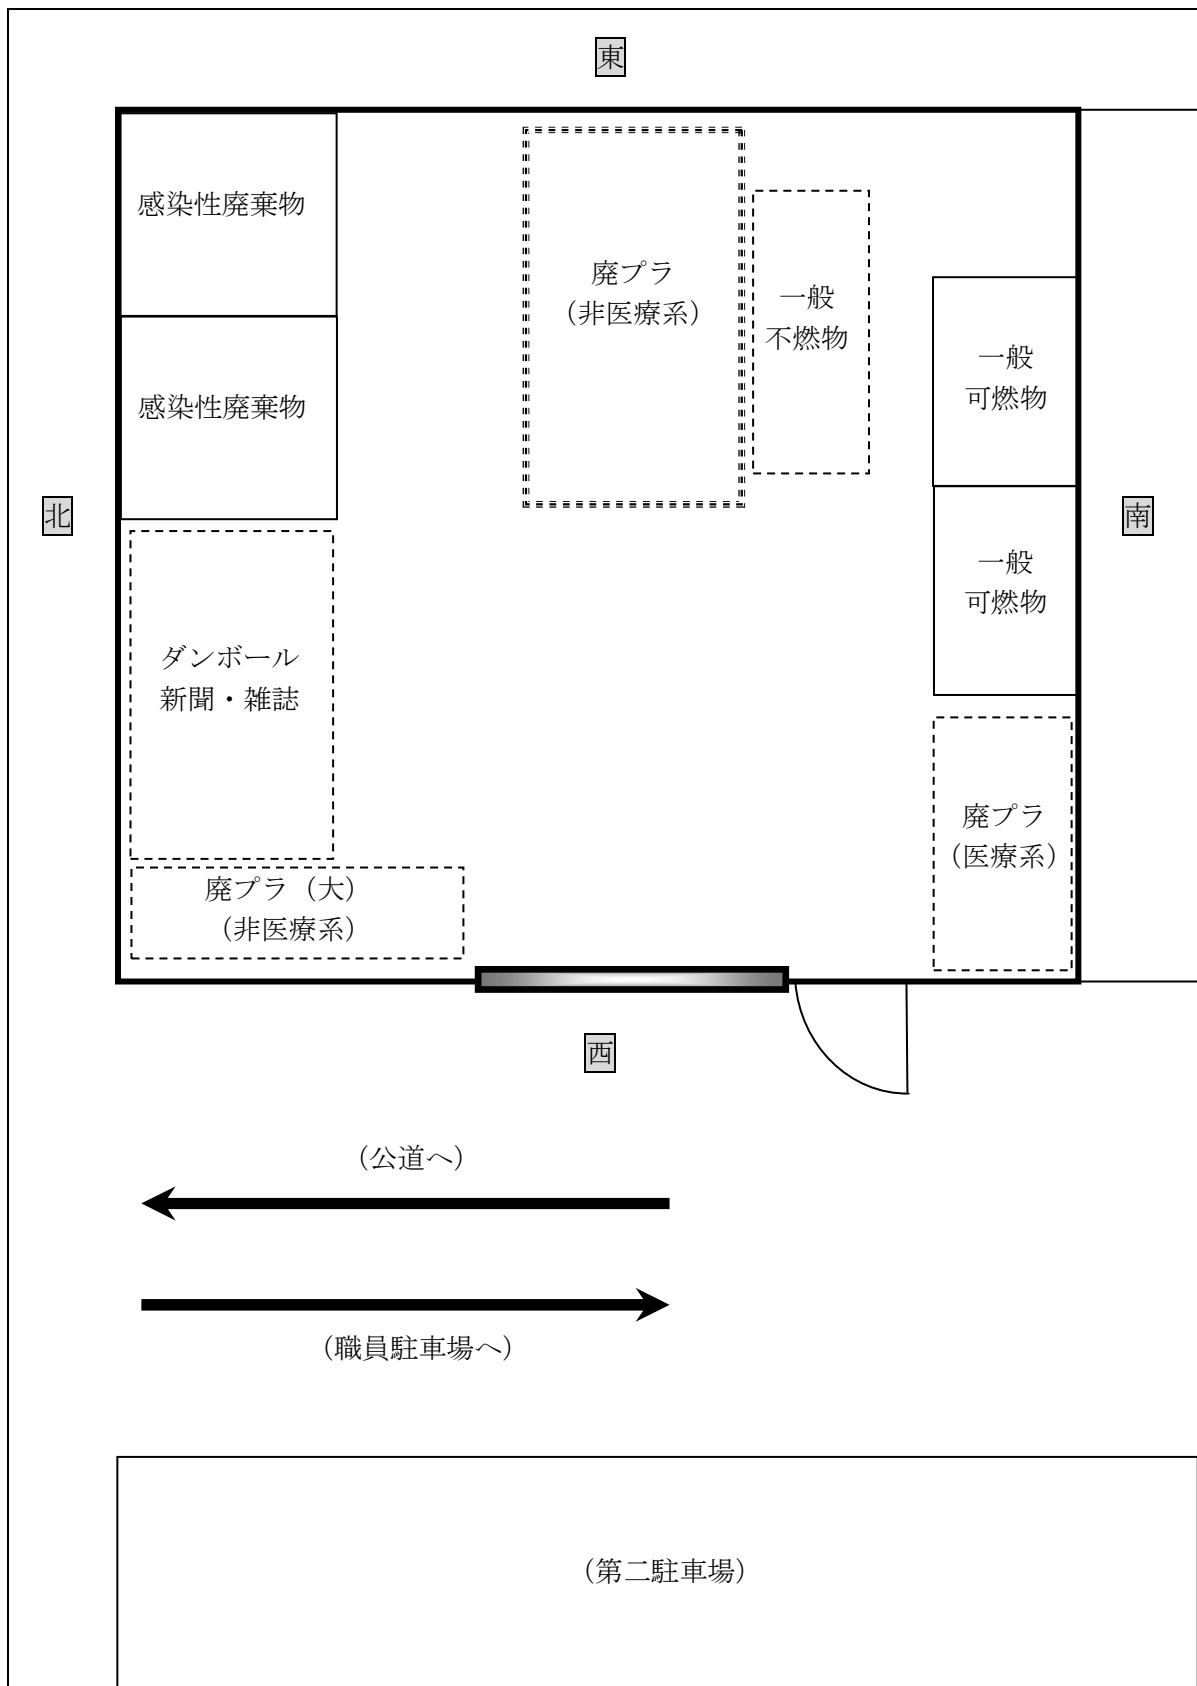 東
感染性廃棄物
廃プラ
（非医療系）
一般
不燃物
一般
可燃物
感染性廃棄物
北
南
一般
可燃物
ダンボール
新聞・雑誌
廃プラ
（医療系）
廃プラ（大）
（非医療系）
西
（公道へ）
（職員駐車場へ）
（第二駐車場）